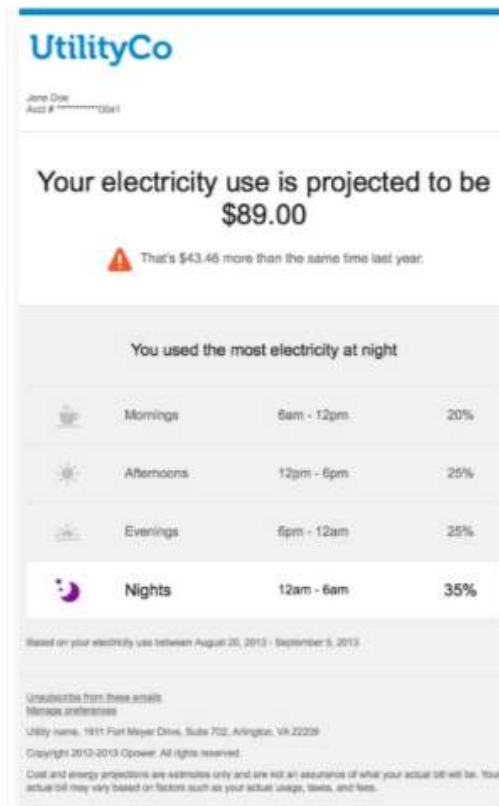 UtilityCo
Jane Doe
Acct # ***********0de1
Your electricity use is projected to be
$89.00
That's $43.46 more than the same time last year.
You used the most electricity at night
Mornings 6am - 12pm 20%
Afternoons 12pm - 6pm 25%
Evenings 6pm - 12am 25%
Nights 12am - 6am 35%
Based on your electricity use between August 20, 2013 - September 5, 2013
Unsubscribe from these emails
Manage preferences
Utility name, 1911 Fort Meyer Drive, Suite 702, Arlington, VA 22209
Copyright 2012-2013 Opower. All rights reserved.
Cost and energy projections are estimates only and are not an assurance of what your actual bill will be. Your
actual bill may vary based on factors such as your actual usage, taxes, and fees.